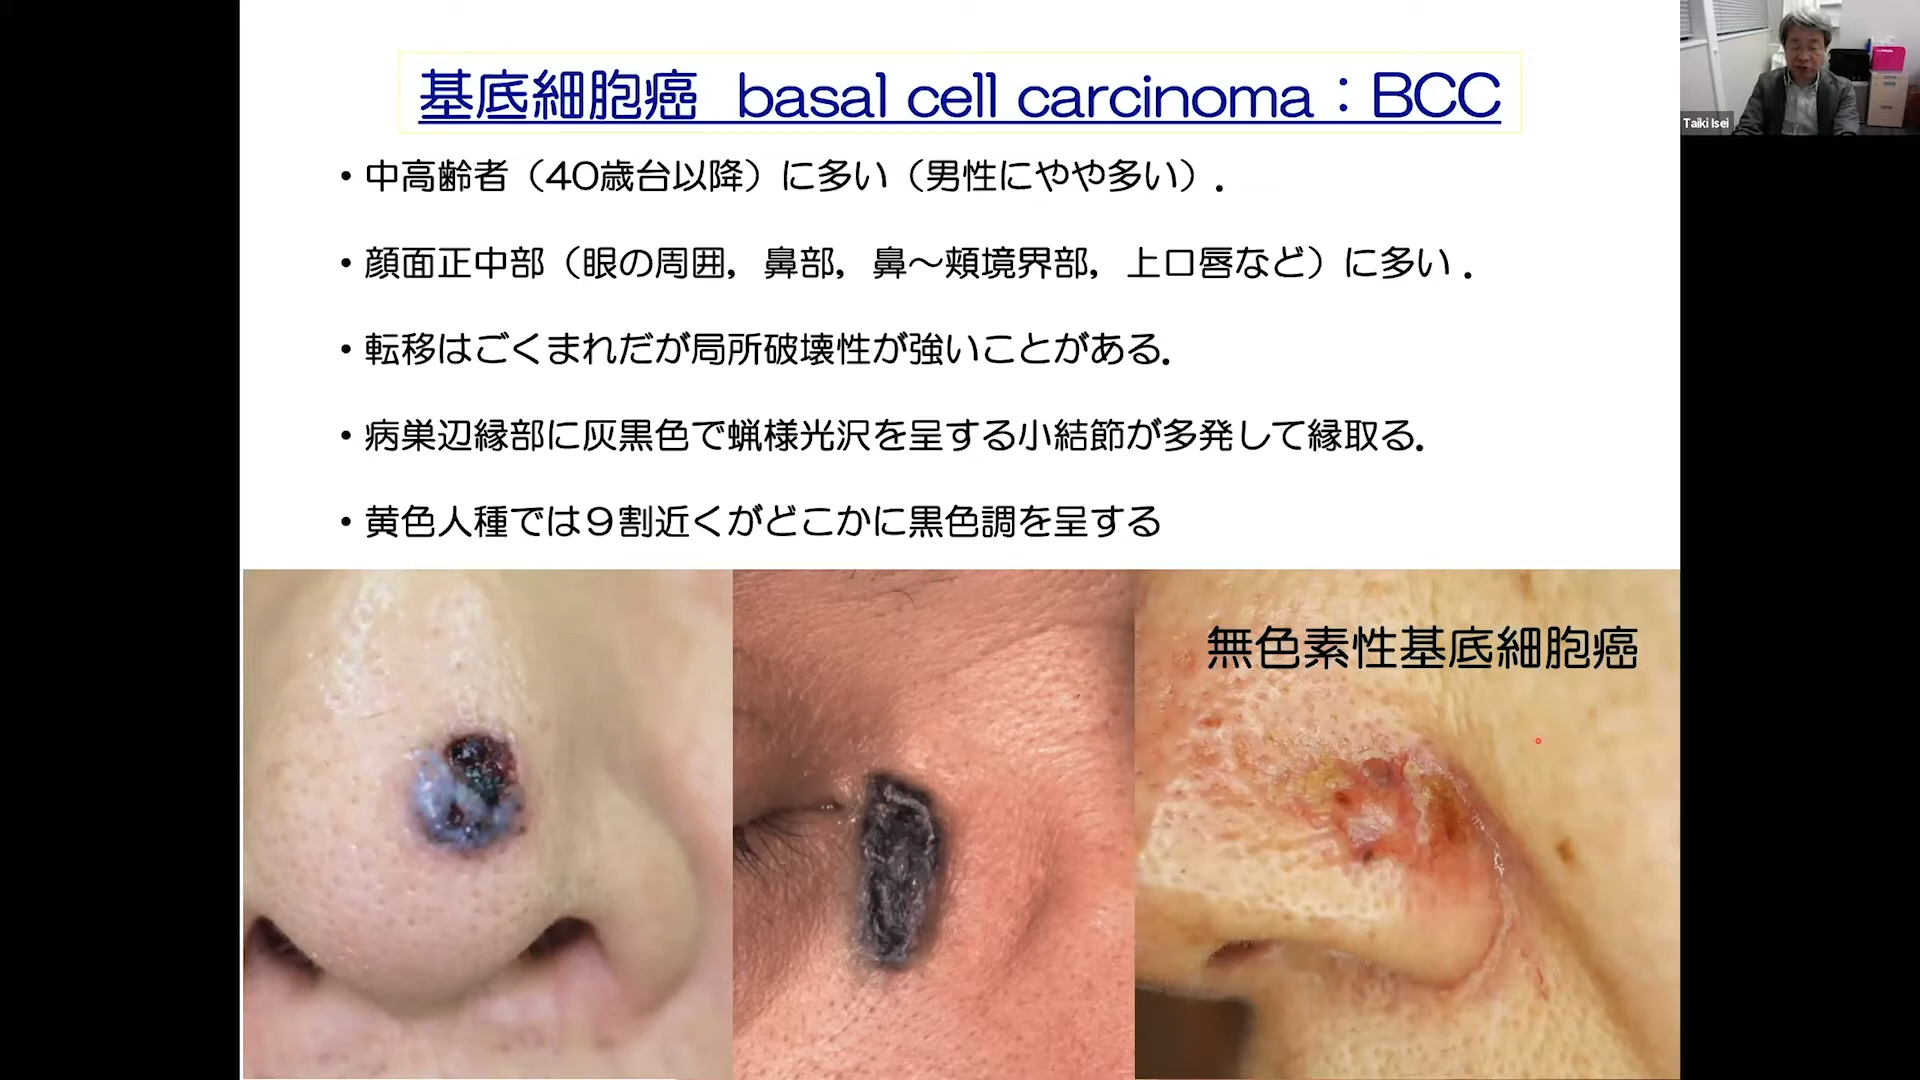 基底細胞癌 basal cell carcinoma：BCC
Taiki Isei
・中高齢者（40歳台以降）に多い（男性にやや多い）．
・顔面正中部（眼の周囲，鼻部，鼻～頬境界部，上口唇など）に多い．
・転移はごくまれだが局所破壊性が強いことがある．
・病巣辺縁部に灰黒色で蝋様光沢を呈する小結節が多発して縁取る．
・黄色人種では９割近くがどこかに黒色調を呈する
無色素性基底細胞癌